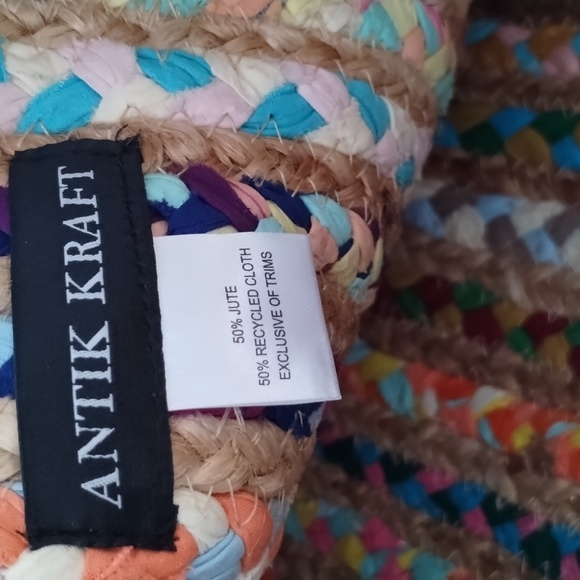 ANTIK KRAFT
50% JUTE
50% RECYCLED CLOTH
EXCLUSIVE OF TRIMS